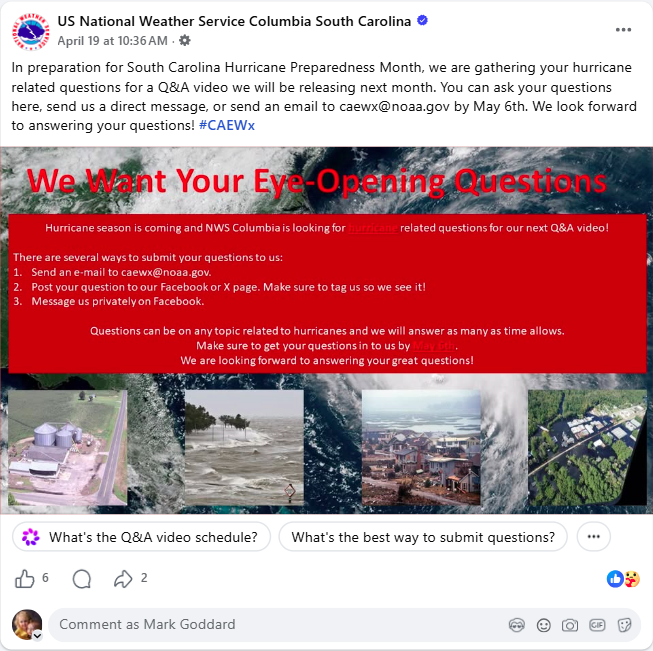 US National Weather Service Columbia South Carolina
April 19 at 10:36 AM ·
In preparation for South Carolina Hurricane Preparedness Month, we are gathering your hurricane
related questions for a Q&A video we will be releasing next month. You can ask your questions
here, send us a direct message, or send an email to caewx@noaa.gov by May 6th. We look forward
to answering your questions! #CAEWx
We Want Your Eye-Opening Questions
Hurricane season is coming and NWS Columbia is looking for hurricane related questions for our next Q&A video!
There are several ways to submit your questions to us:
1. Send an e-mail to caewx@noaa.gov.
2. Post your question to our Facebook or X page. Make sure to tag us so we see it!
3. Message us privately on Facebook.
Questions can be on any topic related to hurricanes and we will answer as many as time allows.
Make sure to get your questions in to us by May 6th.
We are looking forward to answering your great questions!
What's the Q&A video schedule?
What's the best way to submit questions?
6
2
Comment as Mark Goddard
GIF